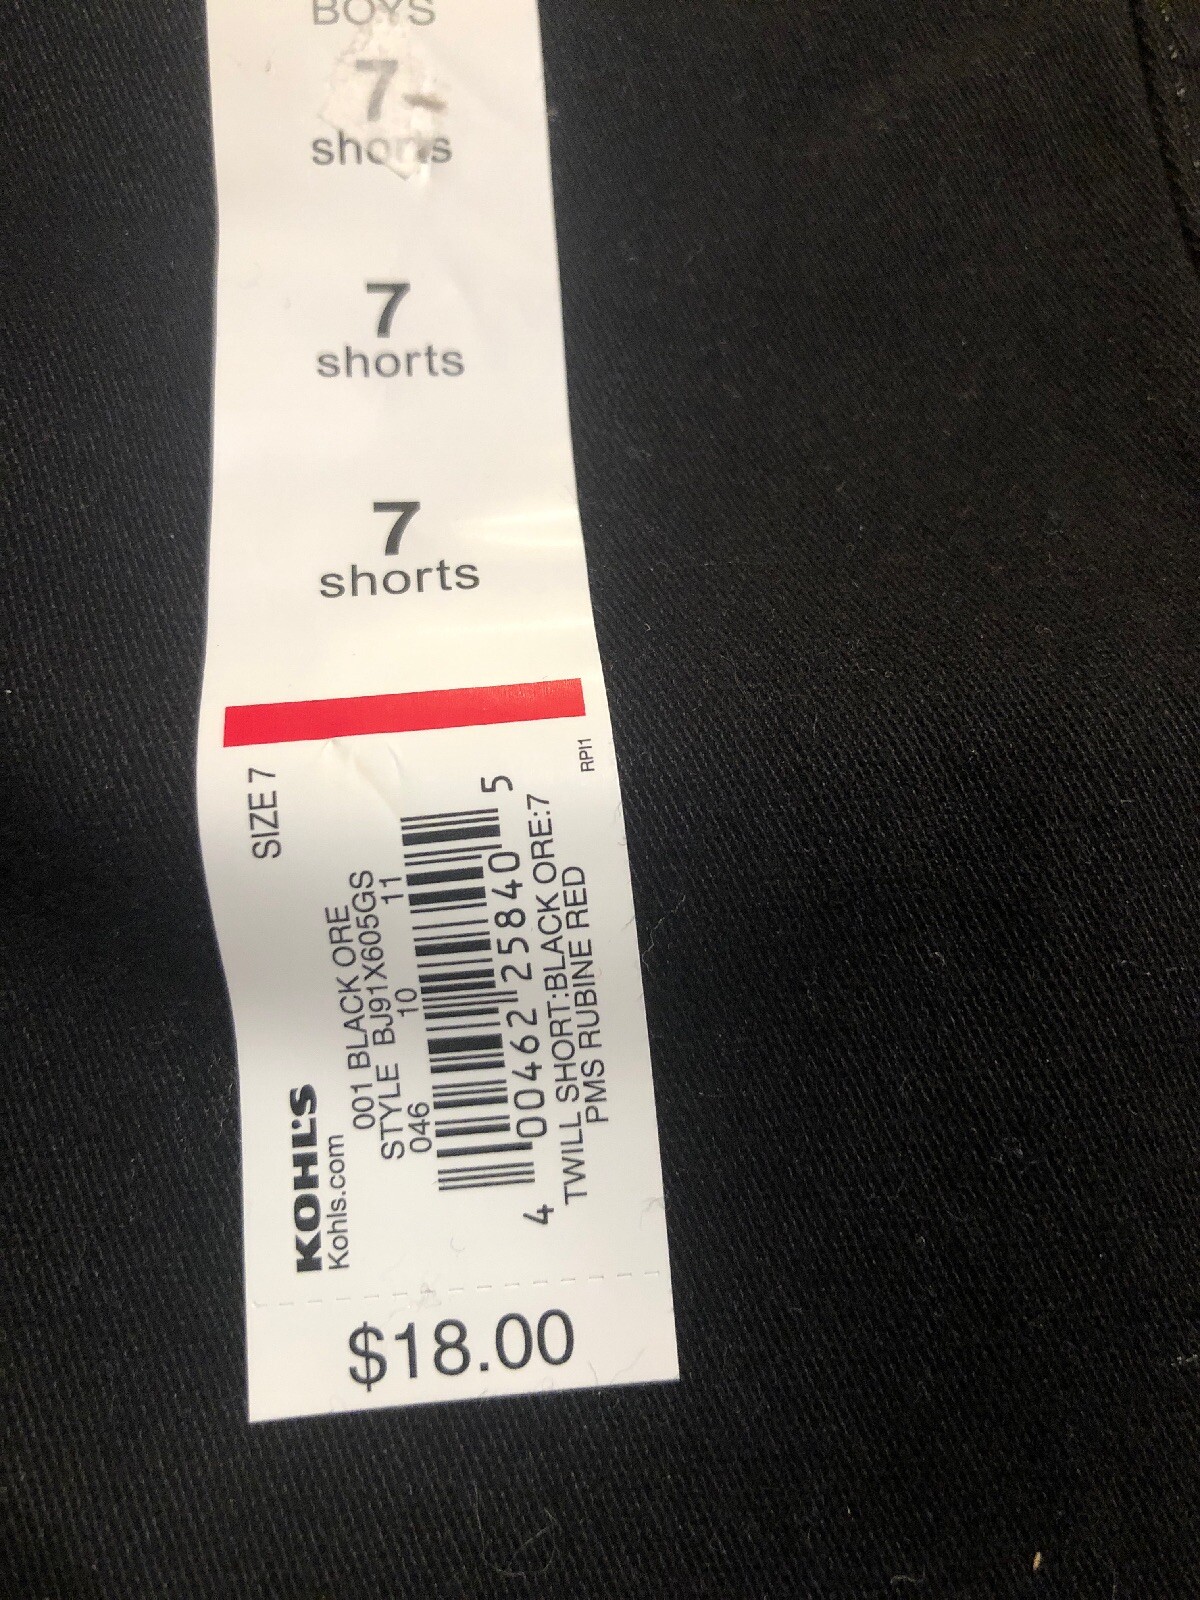 BOYS
7
shorts
7
shorts
7
shorts
SIZE 7
KOHL'S
Kohls.com
001 BLACK ORE
STYLE BJ91X605GS
046 10 11
4 00462 25840 5
TWILL SHORT:BLACK ORE:7
PMS RUBINE RED
RPI1
$18.00